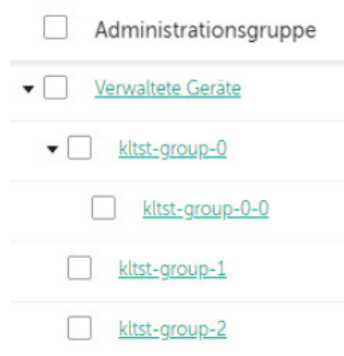 Administrationsgruppe
Verwaltete Geräte
kltst-group-0
kltst-group-0-0
kltst-group-1
kltst-group-2